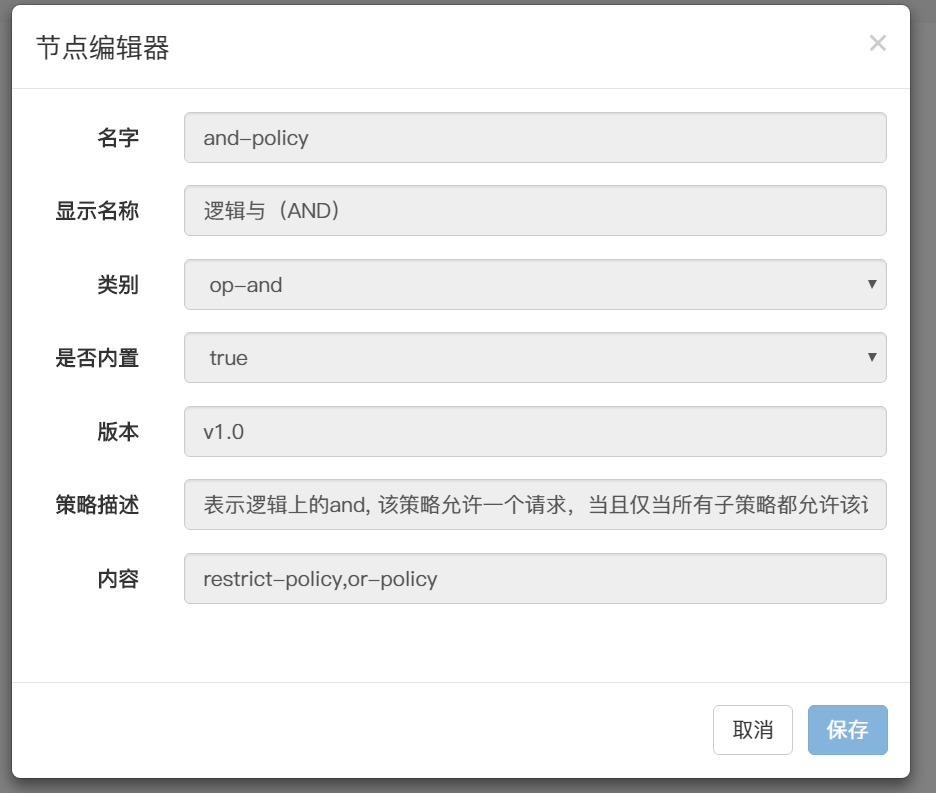 节点编辑器
名字 and-policy
显示名称 逻辑与（AND）
类别 op-and
是否内置 true
版本 v1.0
策略描述 表示逻辑上的and, 该策略允许一个请求，当且仅当所有子策略都允许该
内容 restrict-policy,or-policy
取消 保存